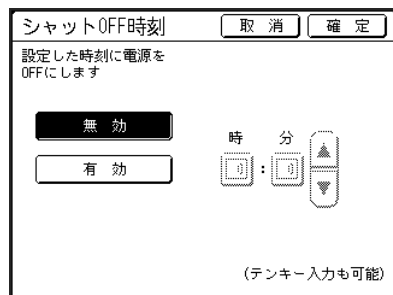 シャットOFF時刻
取 消
確 定
設定した時刻に電源を
OFFにします
無 効
有 効
時 分
:
(テンキー入力も可能)